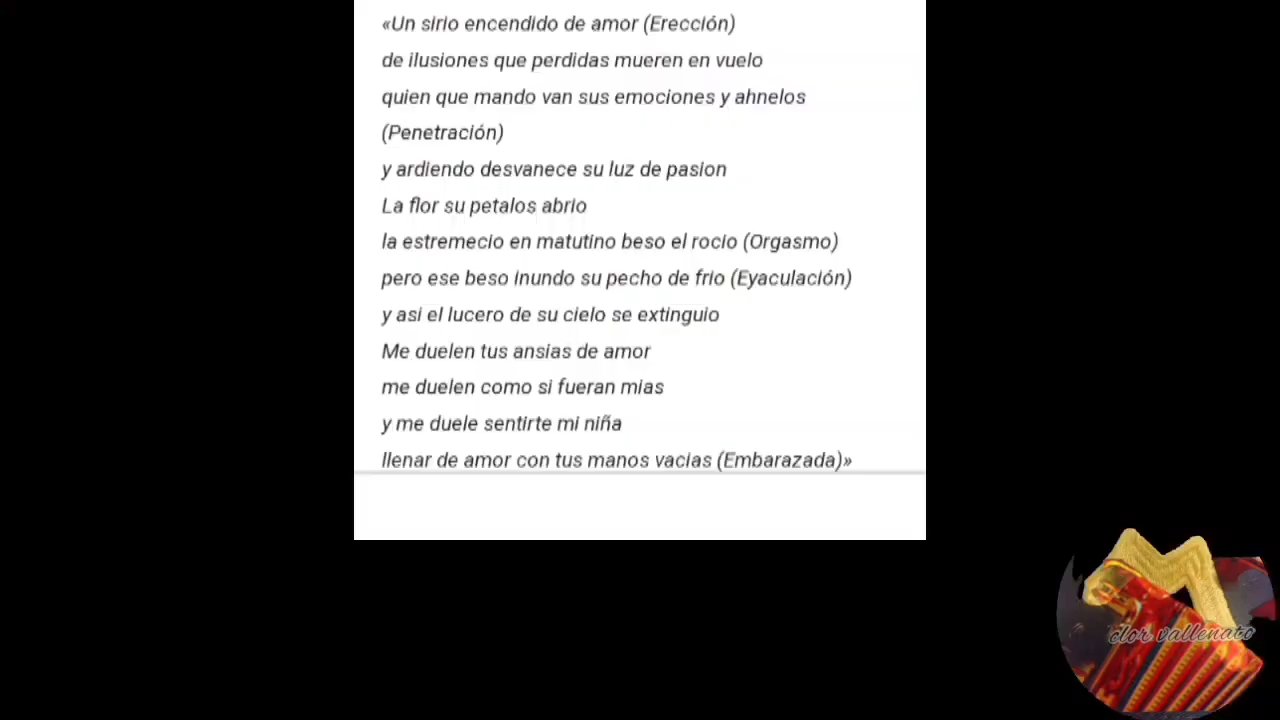 «Un sirio encendido de amor (Erección)
de ilusiones que perdidas mueren en vuelo
quien que mando van sus emociones y ahnelos
(Penetración)
y ardiendo desvanece su luz de pasion
La flor su petalos abrio
la estremecio en matutino beso el rocio (Orgasmo)
pero ese beso inundo su pecho de frio (Eyaculación)
y asi el lucero de su cielo se extinguio
Me duelen tus ansias de amor
me duelen como si fueran mias
y me duele sentirte mi niña
llenar de amor con tus manos vacias (Embarazada)»
clor vallenato